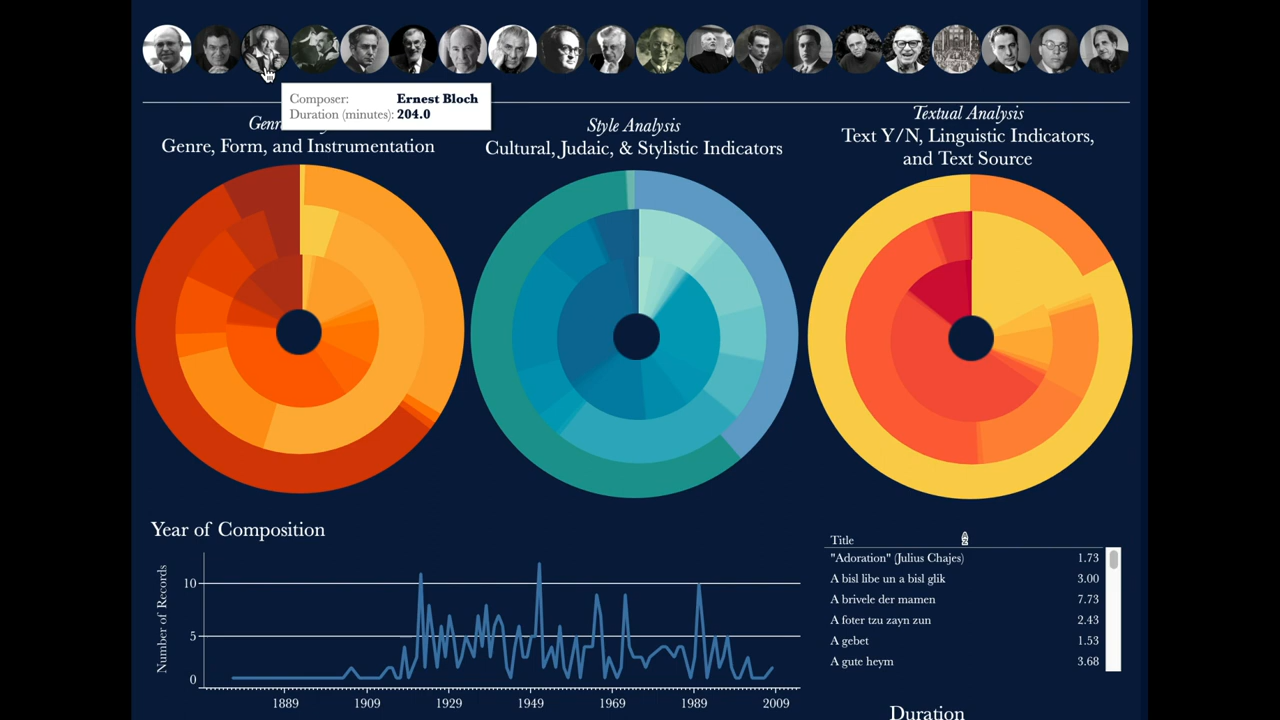 Composer: Ernest Bloch
Duration (minutes): 204.0
Genre, Form, and Instrumentation
Style Analysis
Cultural, Judaic, & Stylistic Indicators
Textual Analysis
Text Y/N, Linguistic Indicators,
and Text Source
Year of Composition
Number of Records
10
5
0
1889 1909 1929 1949 1969 1989 2009
Title
"Adoration" (Julius Chajes) 1.73
A bisl libe un a bisl glik 3.00
A brivele der mamen 7.73
A foter tzu zayn zun 2.43
A gebet 1.53
A gute heym 3.68
Duration